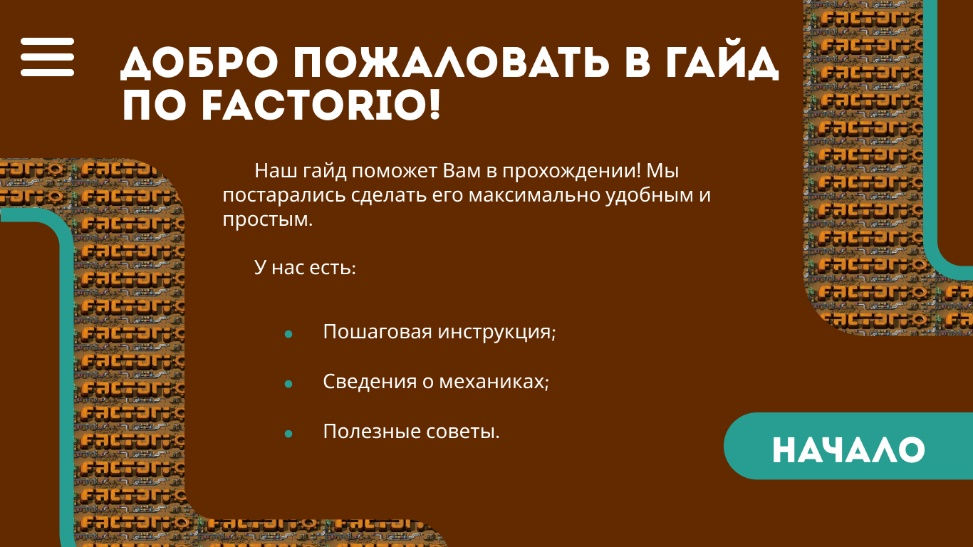 ДОБРО ПОЖАЛОВАТЬ В ГАЙД
ПО FACTORIO!
Наш гайд поможет Вам в прохождении! Мы
постарались сделать его максимально удобным и
простым.
У нас есть:
Пошаговая инструкция;
Сведения о механиках;
Полезные советы.
НАЧАЛО